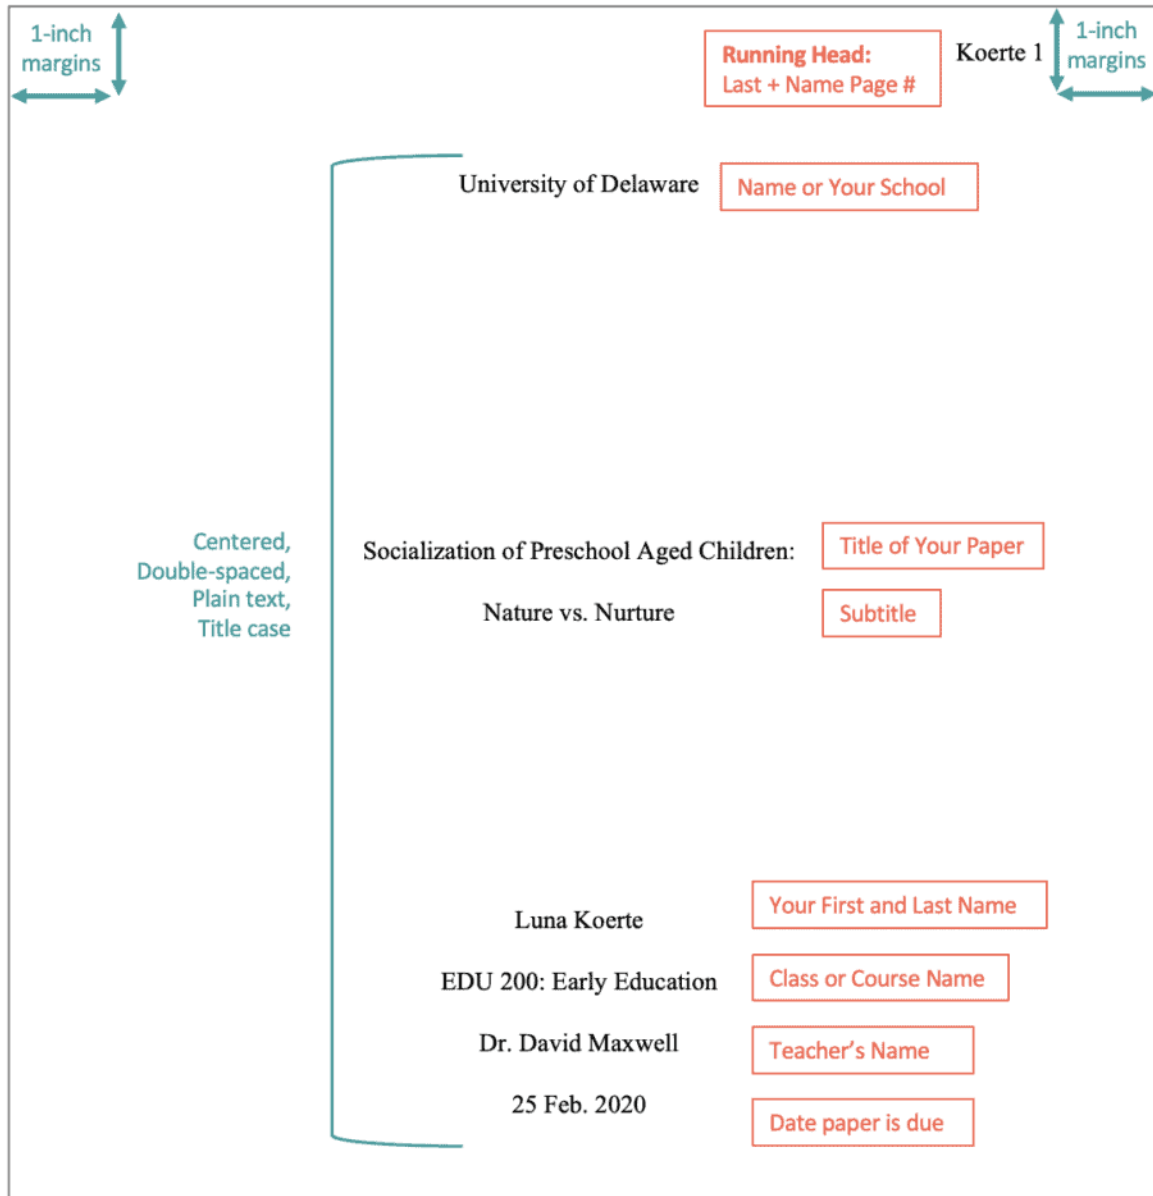 1-inch
margins
Running Head:
Last + Name Page #
Koerte 1
1-inch
margins
University of Delaware
Name or Your School
Centered,
Double-spaced,
Plain text,
Title case
Socialization of Preschool Aged Children:
Title of Your Paper
Nature vs. Nurture
Subtitle
Luna Koerte
Your First and Last Name
EDU 200: Early Education
Class or Course Name
Dr. David Maxwell
Teacher’s Name
25 Feb. 2020
Date paper is due